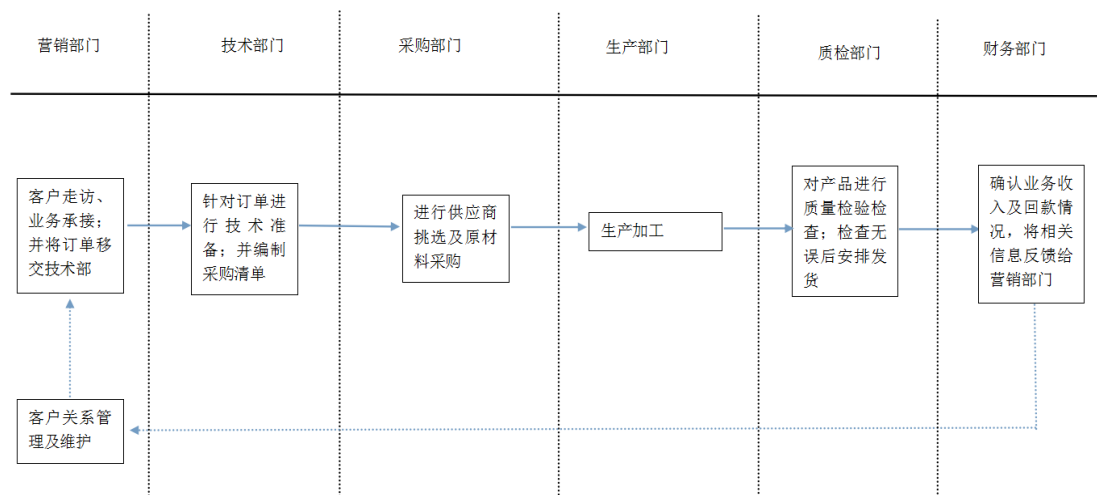 营销部门
技术部门
采购部门
生产部门
质检部门
财务部门
客户走访、
业务承接；
并将订单移
交技术部
针对订单进
行技术准
备；并编制
采购清单
进行供应商
挑选及原材
料采购
生产加工
对产品进行
质量检验检
查；检查无
误后安排发
货
确认业务收
入及回款情
况，将相关
信息反馈给
营销部门
客户关系管
理及维护